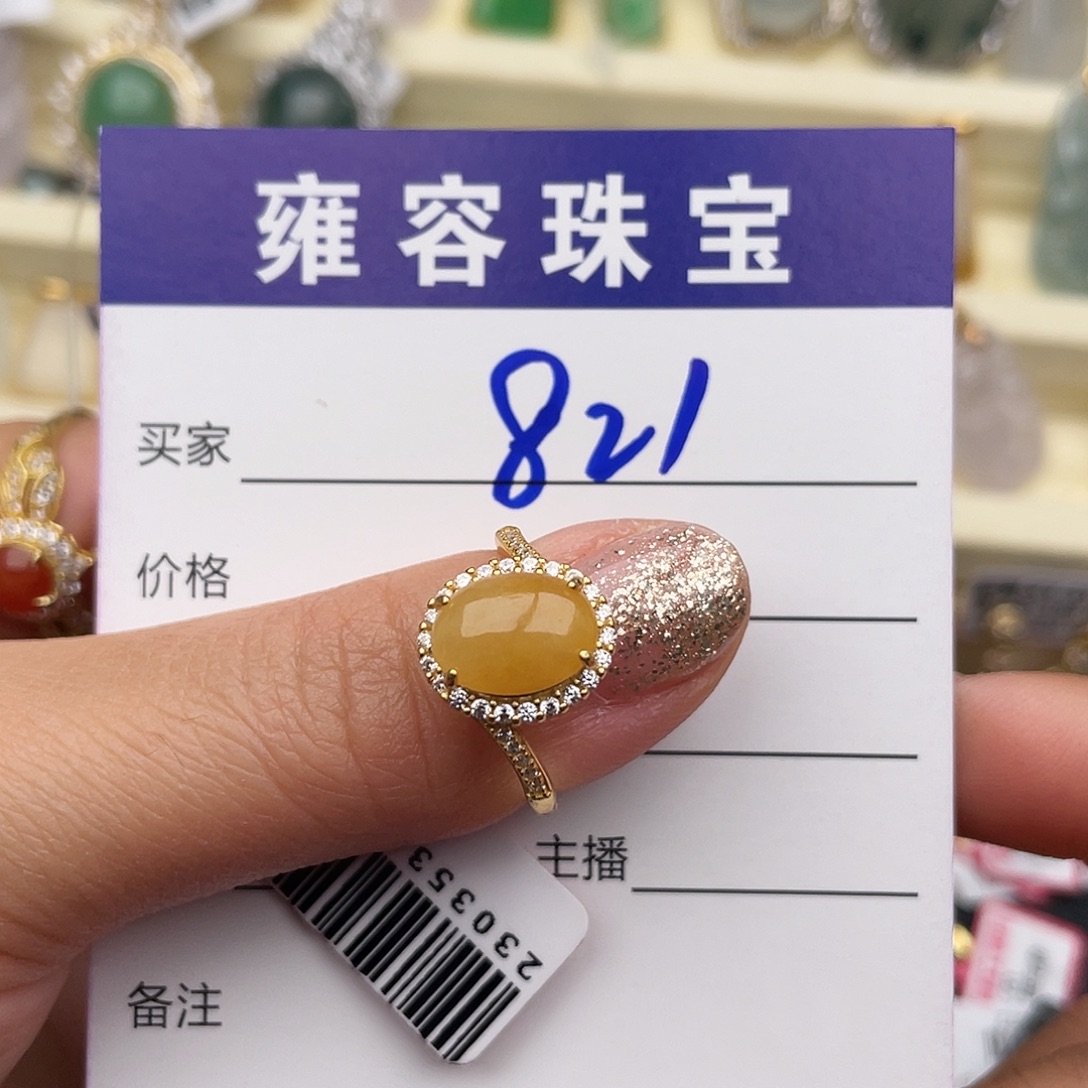 雍容珠宝
买家 821
价格
主播
230353
备注